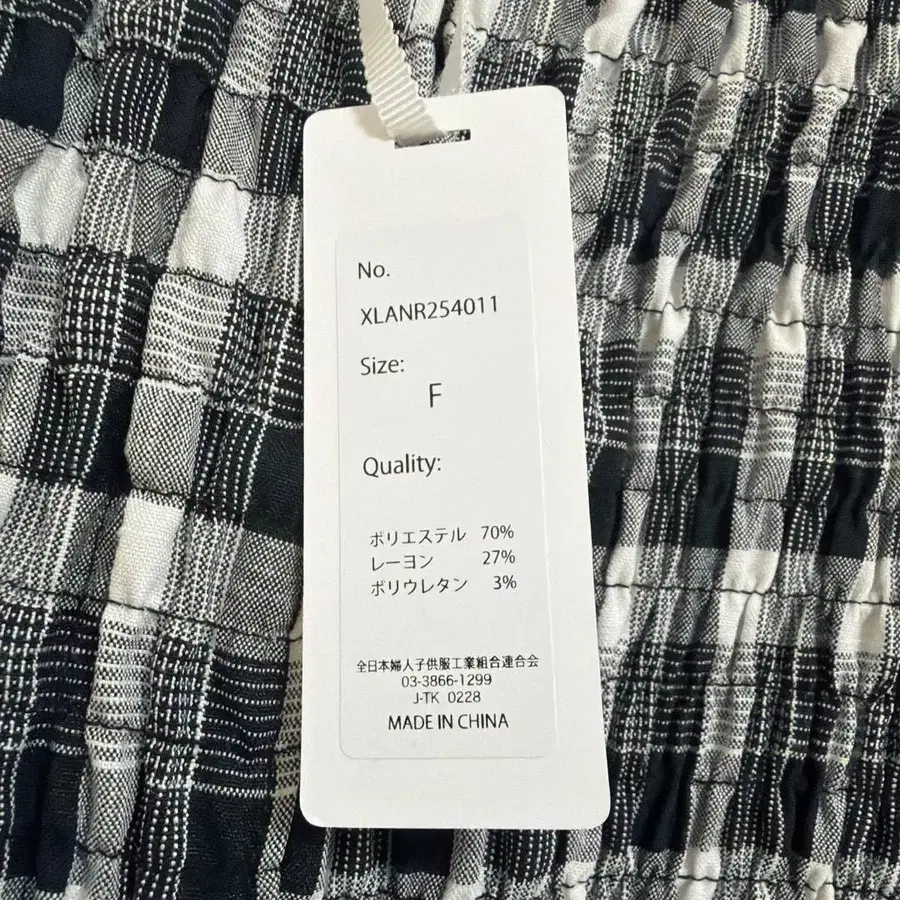 No.
XLANR254011
Size:
F
Quality:
ポリエステル 70%
レーヨン 27%
ポリウレタン 3%
全日本婦人子供服工業組合連合会
03-3866-1299
J-TK 0228
MADE IN CHINA